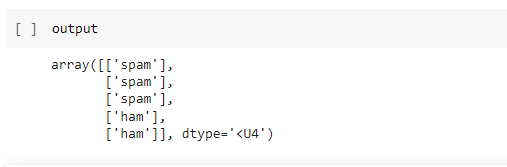 [ ] output
array([['spam'],
['spam'],
['spam'],
['ham'],
['ham']], dtype='<U4')